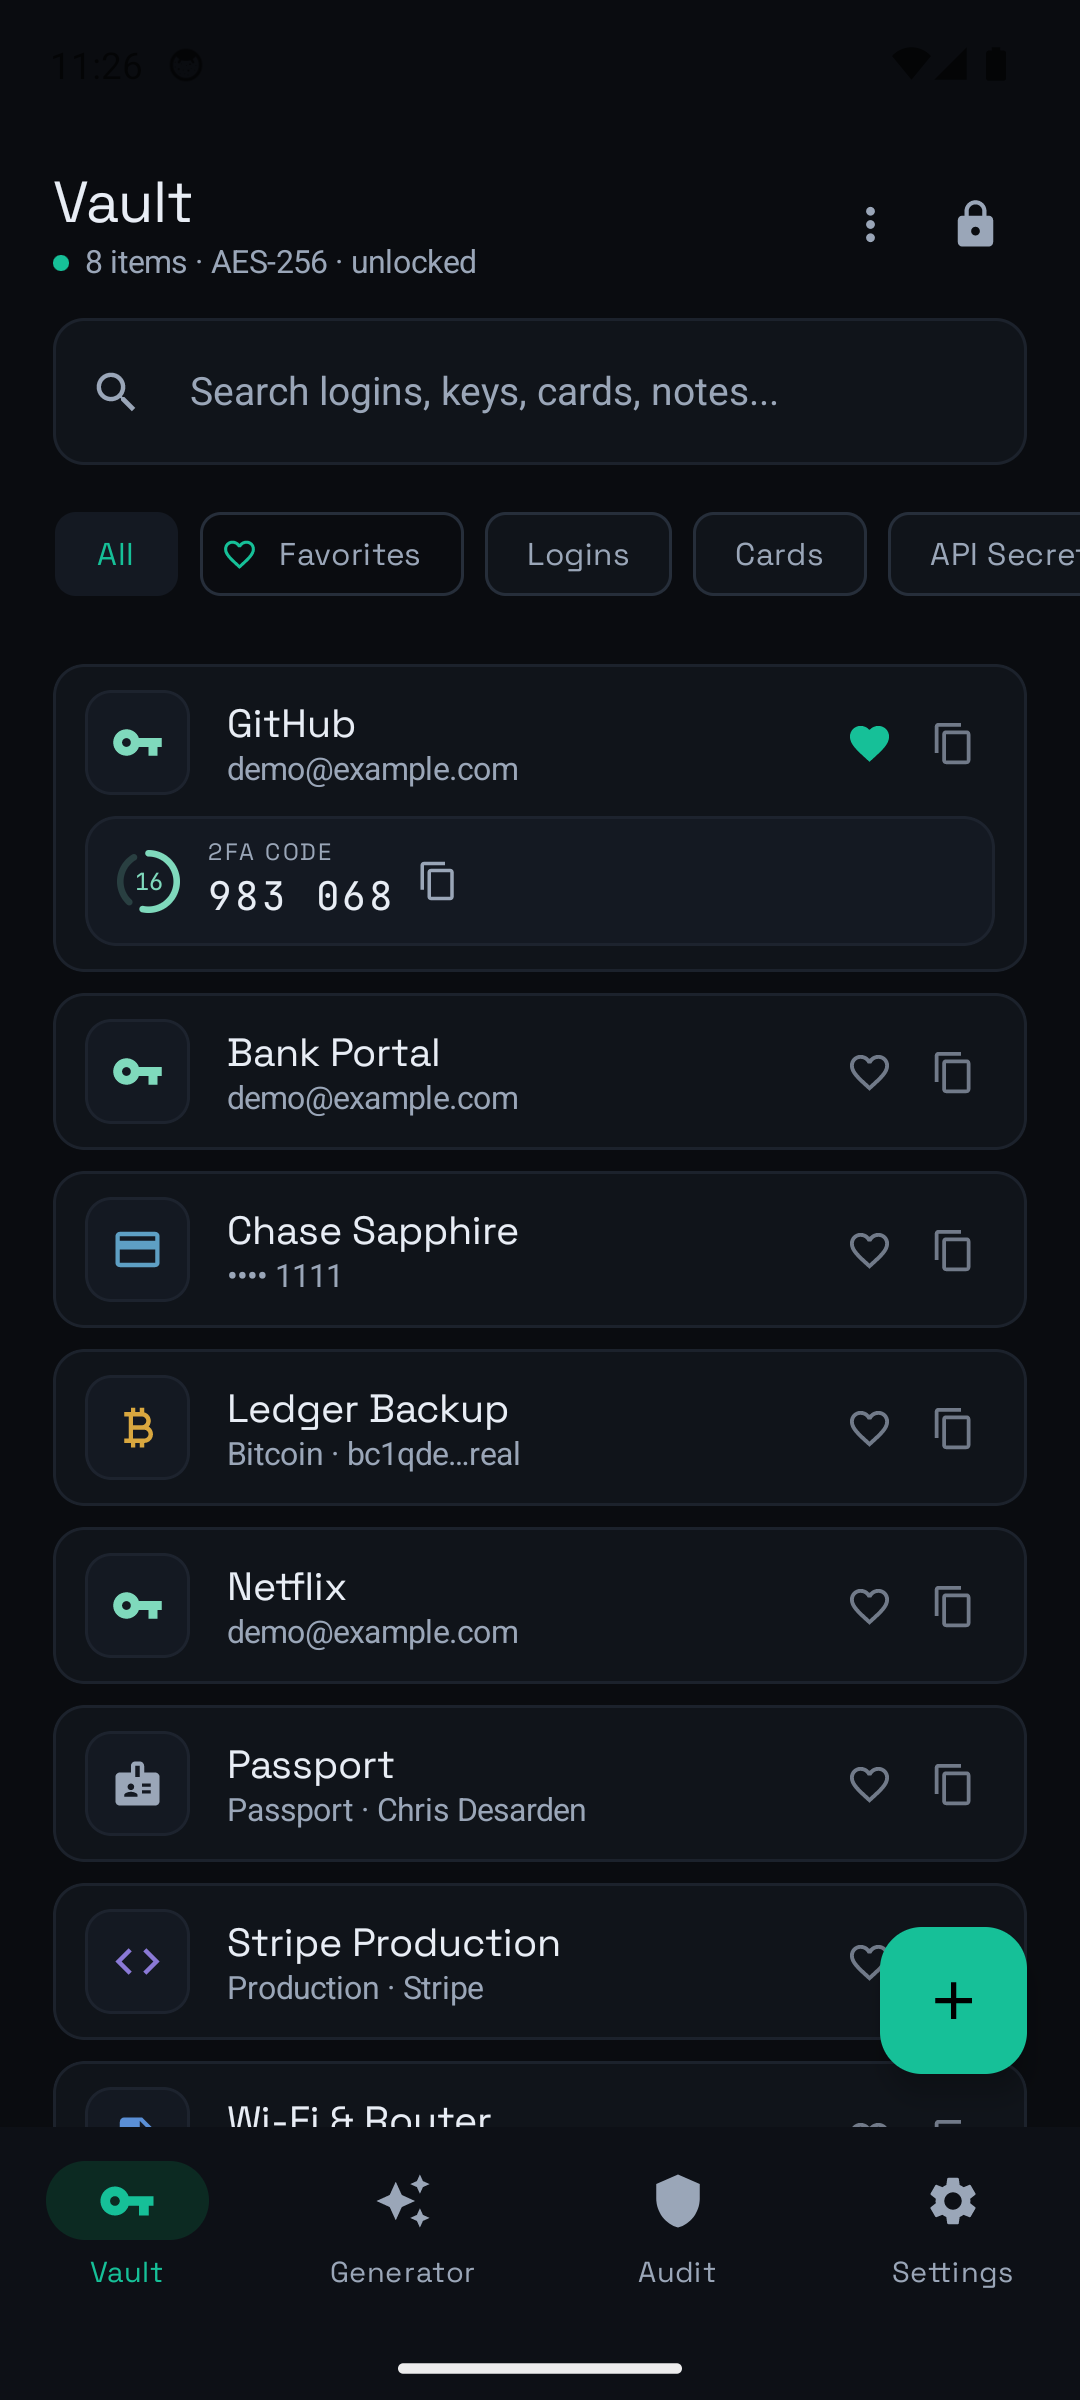 11:26
Vault
8 items · AES-256 · unlocked
Search logins, keys, cards, notes...
All
Favorites
Logins
Cards
API Secre
GitHub
demo@example.com
2FA CODE
16
983 068
Bank Portal
demo@example.com
Chase Sapphire
•••• 1111
Ledger Backup
Bitcoin · bc1qde...real
Netflix
demo@example.com
Passport
Passport · Chris Desarden
Stripe Production
Production · Stripe
Wi-Fi & Router
Vault
Generator
Audit
Settings